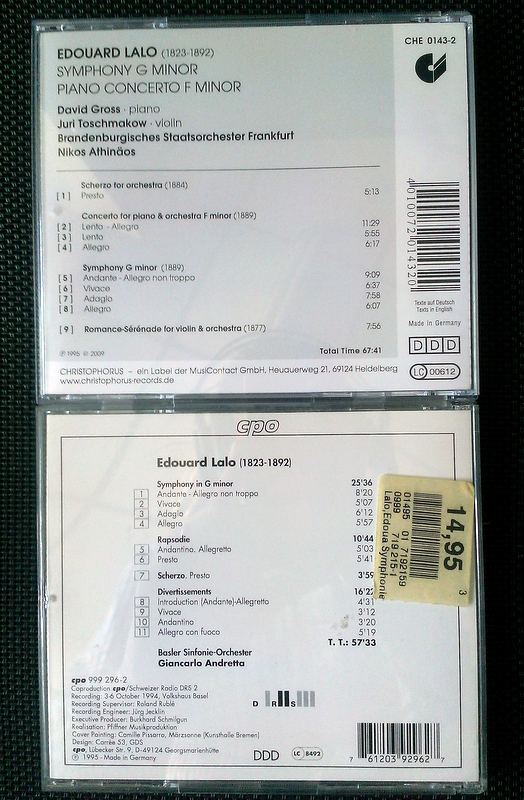 EDOUARD LALO (1823-1892)
SYMPHONY G MINOR
PIANO CONCERTO F MINOR
CHE 0143-2
David Gross · piano
Juri Toschmakow · violin
Brandenburgisches Staatsorchester Frankfurt
Nikos Athinäos
Scherzo for orchestra (1884)
[1] Presto 5:13
Concerto for piano & orchestra F minor (1889)
[2] Lento - Allegro 11:29
[3] Lento 5:55
[4] Allegro 6:17
Symphony G minor (1889)
[5] Andante - Allegro non troppo 9:09
[6] Vivace 6:37
[7] Adagio 7:58
[8] Allegro 6:07
[9] Romance-Sérénade for violin & orchestra (1877) 7:56
℗ 1995 © 2009 Total Time 67:41
CHRISTOPHORUS – ein Label der MusiContact GmbH, Heuauerweg 21, 69124 Heidelberg
www.christophorus-records.de
4 010072 014320
Texte auf Deutsch
Texts in English
Made in Germany
DDD
LC 00612
cpo
Edouard Lalo (1823-1892)
Symphony in G minor 25'36
1 Andante - Allegro non troppo 8'20
2 Vivace 5'07
3 Adagio 6'12
4 Allegro 5'57
Rapsodie 10'44
5 Andantino. Allegretto 5'03
6 Presto 5'41
7 Scherzo. Presto 3'59
Divertissements 16'22
8 Introduction (Andante)-Allegretto 4'31
9 Vivace 3'12
10 Andantino 3'20
11 Allegro con fuoco 5'19
T. T.: 57'33
Basler Sinfonie-Orchester
Giancarlo Andretta
14,95
3
01495 01 7192159
0999 719 215-1
Lalo,Edoua Symphonie
cpo 999 296-2
Coproduction cpo/Schweizer Radio DRS 2
Recording: 3-6 October 1994, Volkshaus Basel
Recording Supervisor: Roland Rublé
Recording Engineer: Jürg Jecklin
Executive Producer: Burkhard Schmilgun
Realisation: Pfiffner Musikproduktion
Cover Painting: Camille Pissarro, Märzsonne (Kunsthalle Bremen)
Design: Carrée 53, GDS
cpo, Lübecker Str. 9, D-49124 Georgsmarienhütte
℗ 1995 - Made in Germany
DRS
DDD
LC 8492
7 61203 92962 7